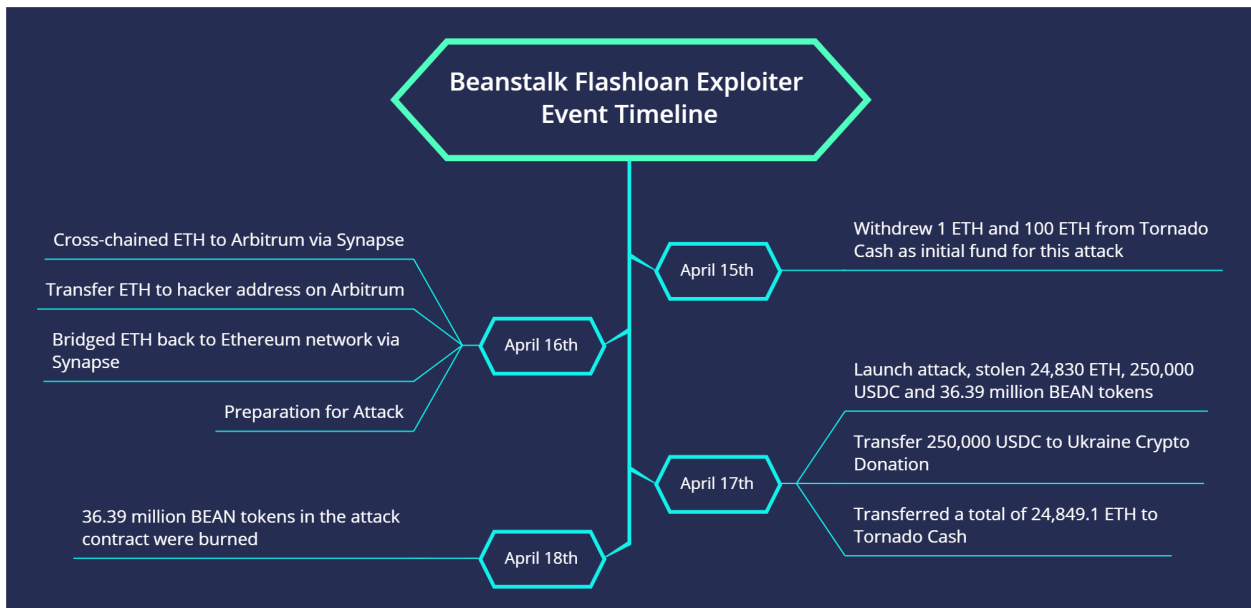 Beanstalk Flashloan Exploiter
Event Timeline
Withdrew 1 ETH and 100 ETH from Tornado
Cash as initial fund for this attack
April 15th
Cross-chained ETH to Arbitrum via Synapse
Transfer ETH to hacker address on Arbitrum
Bridged ETH back to Ethereum network via
Synapse
Preparation for Attack
April 16th
Launch attack, stolen 24,830 ETH, 250,000
USDC and 36.39 million BEAN tokens
Transfer 250,000 USDC to Ukraine Crypto
Donation
Transferred a total of 24,849.1 ETH to
Tornado Cash
April 17th
36.39 million BEAN tokens in the attack
contract were burned
April 18th